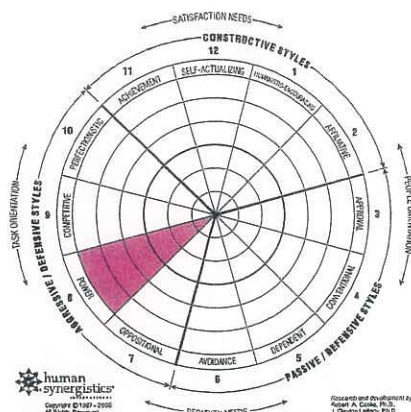 SATISFACTION NEEDS
CONSTRUCTIVE STYLES
12
11
1
SELF-ACTUALIZING
ACHIEVEMENT
HUMANISTIC-ENCOURAGING
10
2
PERFECTIONISTIC
AFFILIATIVE
TASK ORIENTATION
PEOPLE ORIENTATION
9
COMPETITIVE
APPROVAL
3
AGGRESSIVE / DEFENSIVE STYLES
8
POWER
CONVENTIONAL
4
OPPOSITIONAL
AVOIDANCE
DEPENDENT
7
6
5
PASSIVE / DEFENSIVE STYLES
human
synergistics
INTERNATIONAL
Research and development by
Robert A. Cooke, Ph.D.